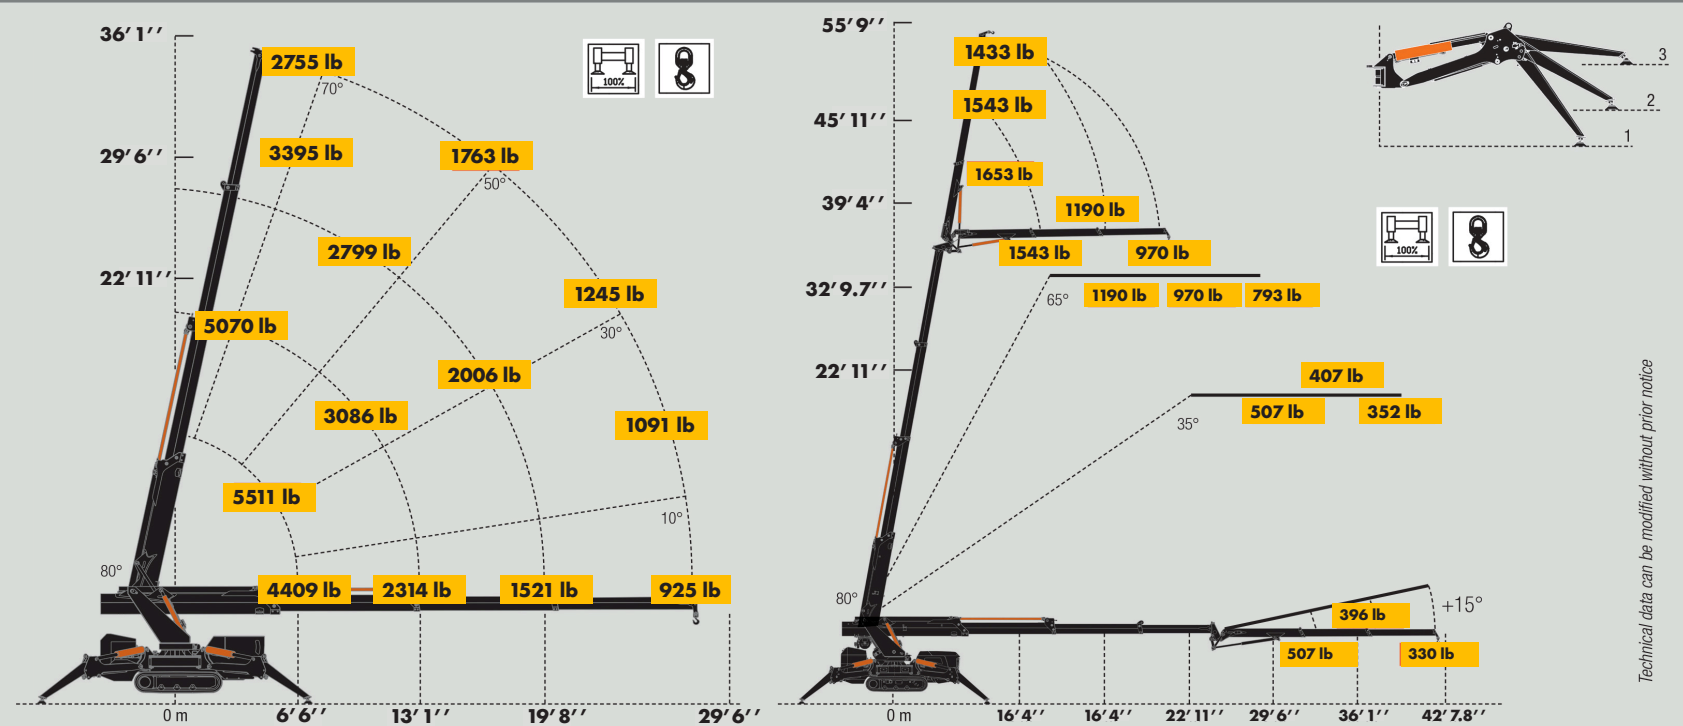 36’1’’
2755 lb
70°
100%
3395 lb
29’6’’
1763 lb
50°
2799 lb
22’11’’
1245 lb
30°
5070 lb
2006 lb
3086 lb
1091 lb
5511 lb
10°
80°
4409 lb
2314 lb
1521 lb
925 lb
0 m
6’6’’
13’1’’
19’8’’
29’6’’
55’9’’
1433 lb
1543 lb
45’11’’
1653 lb
39’4’’
1190 lb
1543 lb
970 lb
32’9.7’’
65°
1190 lb
970 lb
793 lb
22’11’’
407 lb
507 lb
352 lb
35°
80°
396 lb
+15°
507 lb
330 lb
0 m
16’4’’
16’4’’
22’11’’
29’6’’
36’1’’
42’7.8’’
3
2
1
100%
Technical data can be modified without prior notice